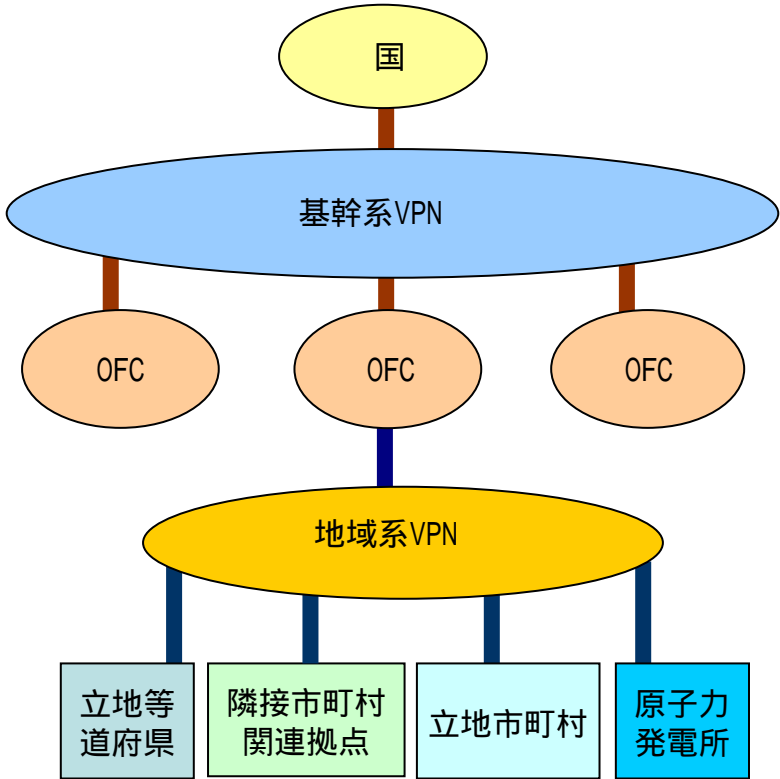 国
基幹系VPN
OFC
OFC
OFC
地域系VPN
立地等
道府県
隣接市町村
関連拠点
立地市町村
原子力
発電所